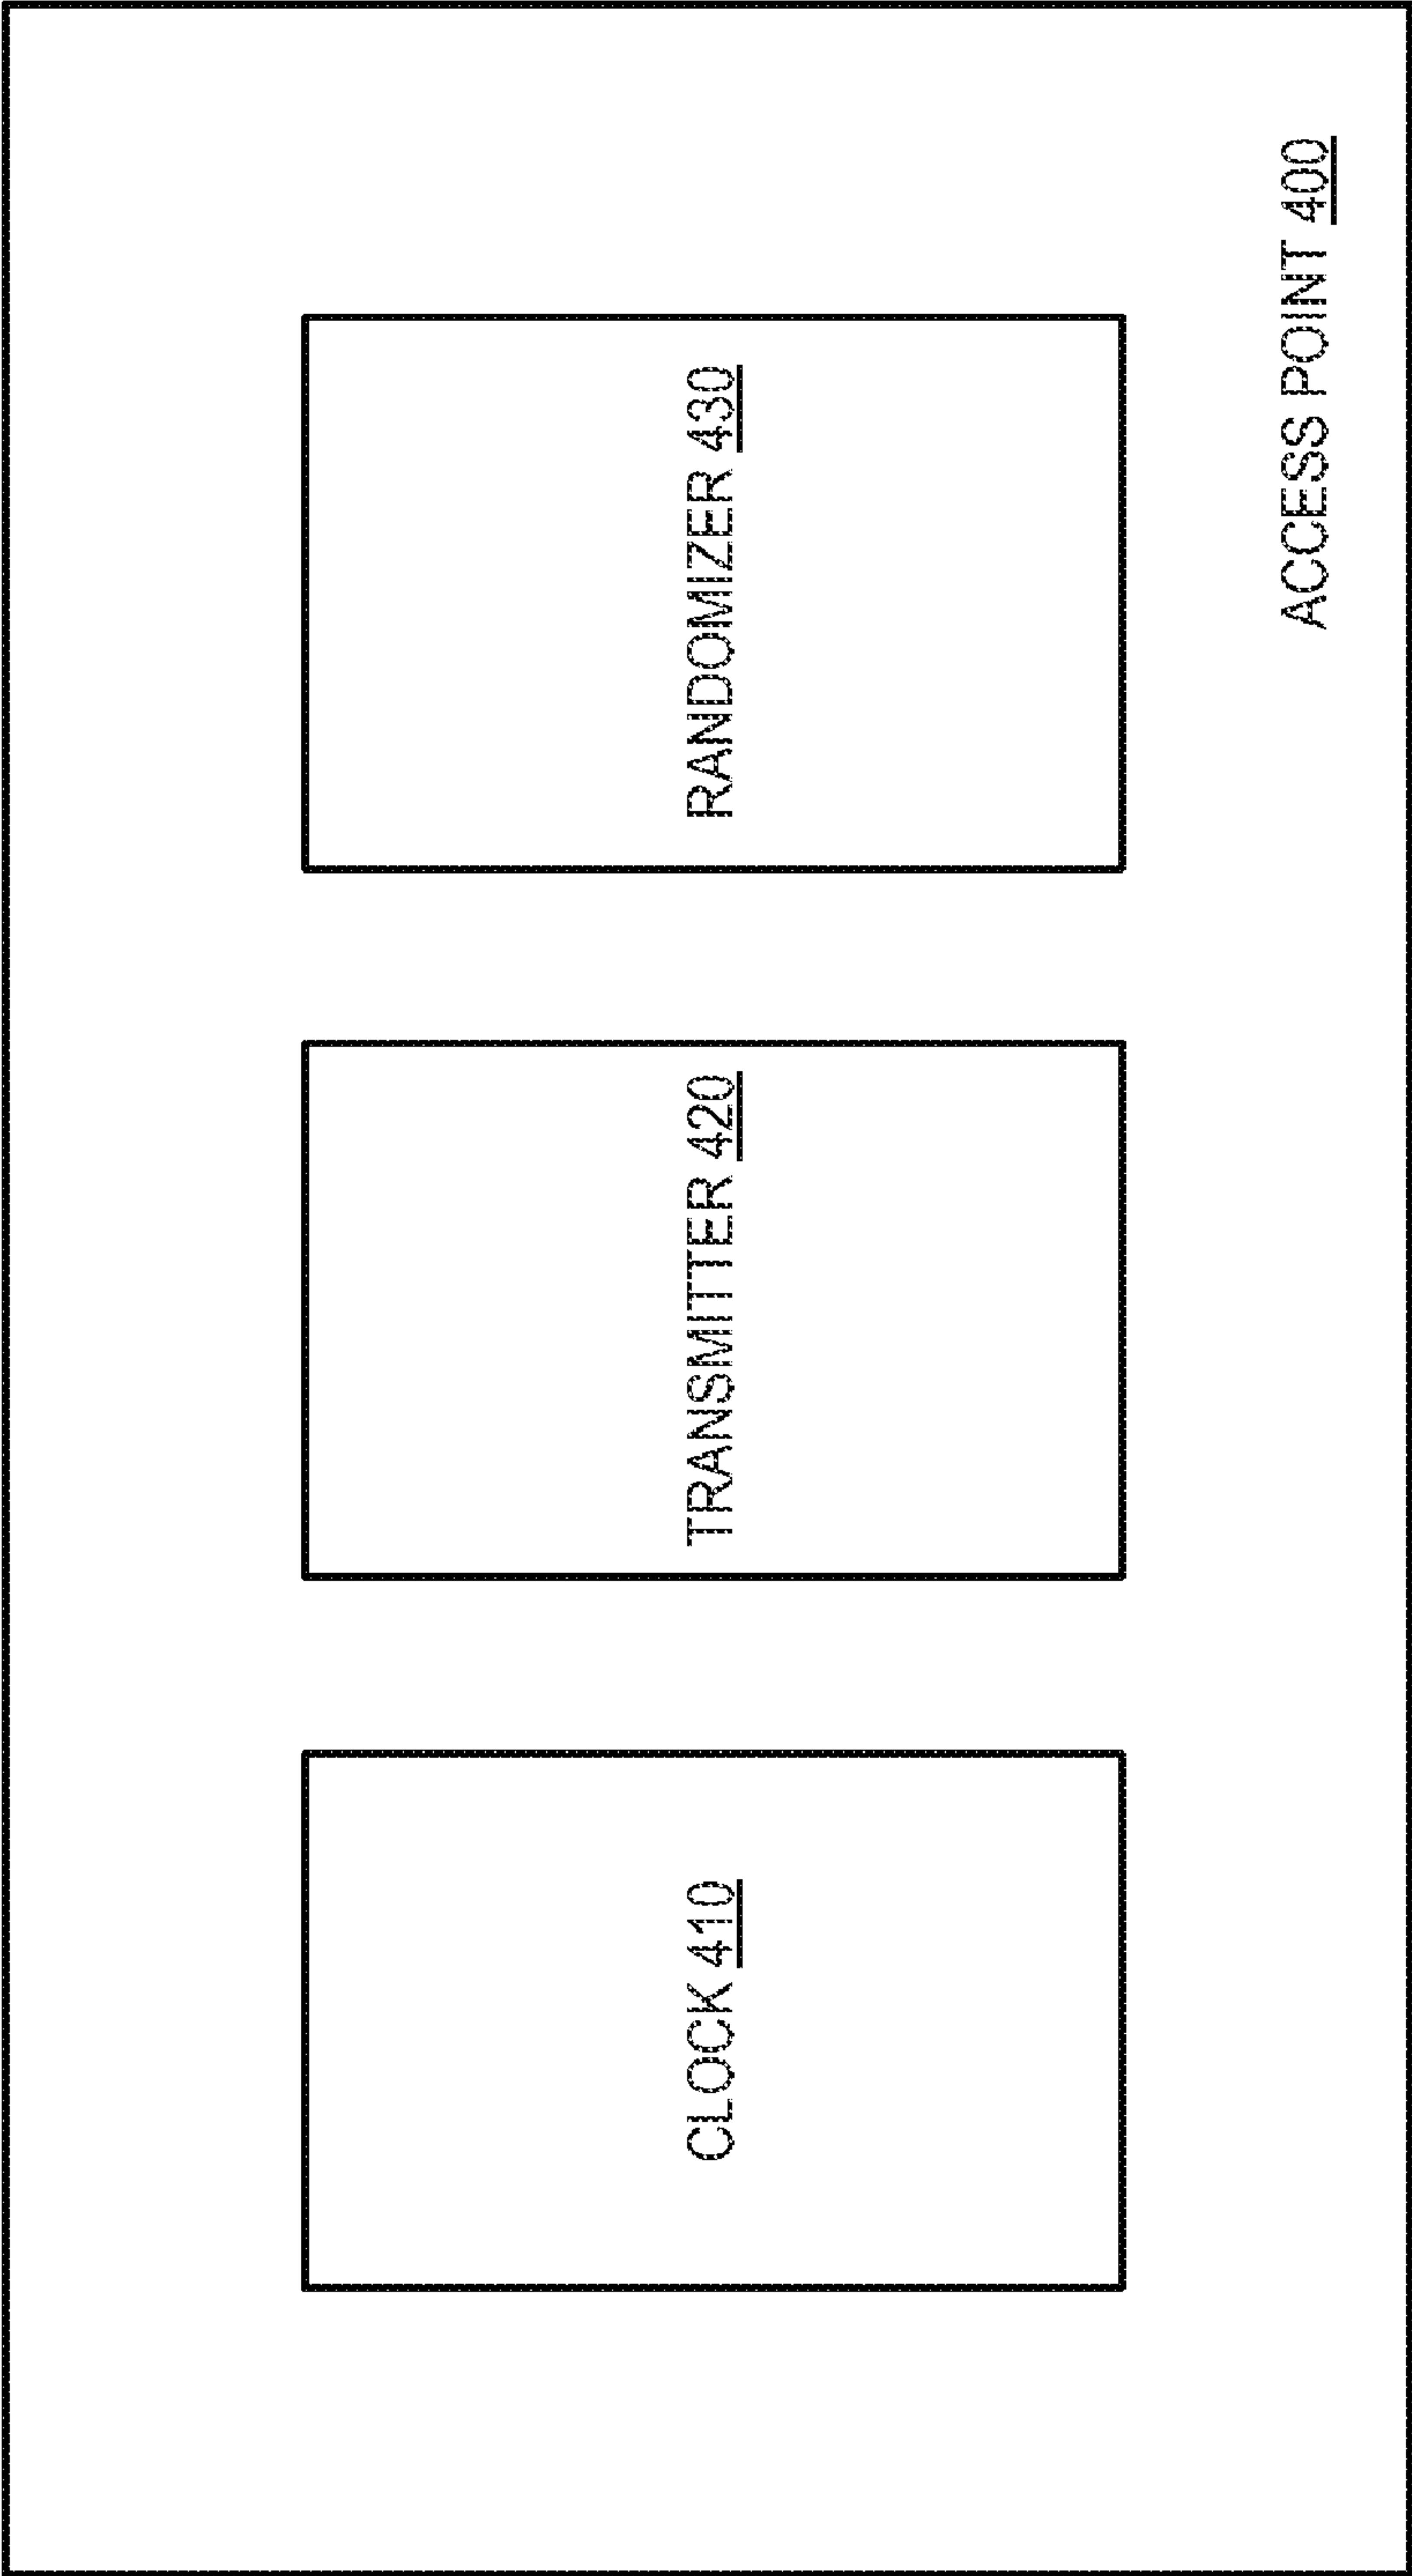 CLOCK 410
TRANSMITTER 420
RANDOMIZER 430
ACCESS POINT 400